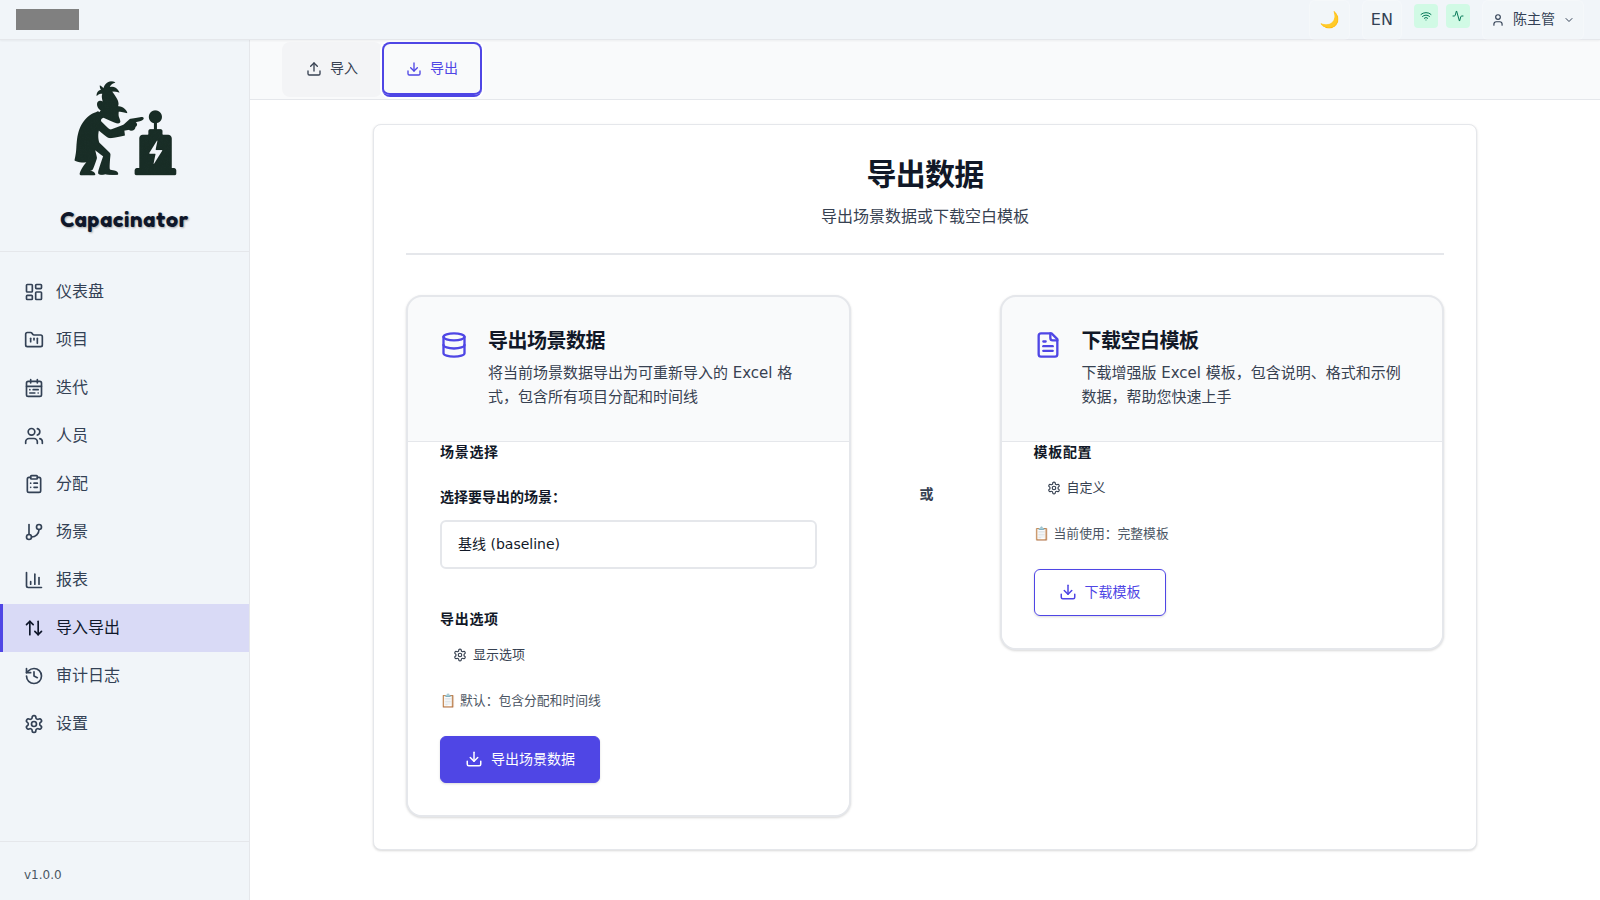 EN
陈主管
导入
导出
Capacinator
仪表盘
项目
迭代
人员
分配
场景
报表
导入导出
审计日志
设置
v1.0.0
导出数据
导出场景数据或下载空白模板
导出场景数据
将当前场景数据导出为可重新导入的 Excel 格
式，包含所有项目分配和时间线
场景选择
选择要导出的场景：
基线 (baseline)
导出选项
显示选项
📋 默认：包含分配和时间线
导出场景数据
或
下载空白模板
下载增强版 Excel 模板，包含说明、格式和示例
数据，帮助您快速上手
模板配置
自定义
📋 当前使用：完整模板
下载模板